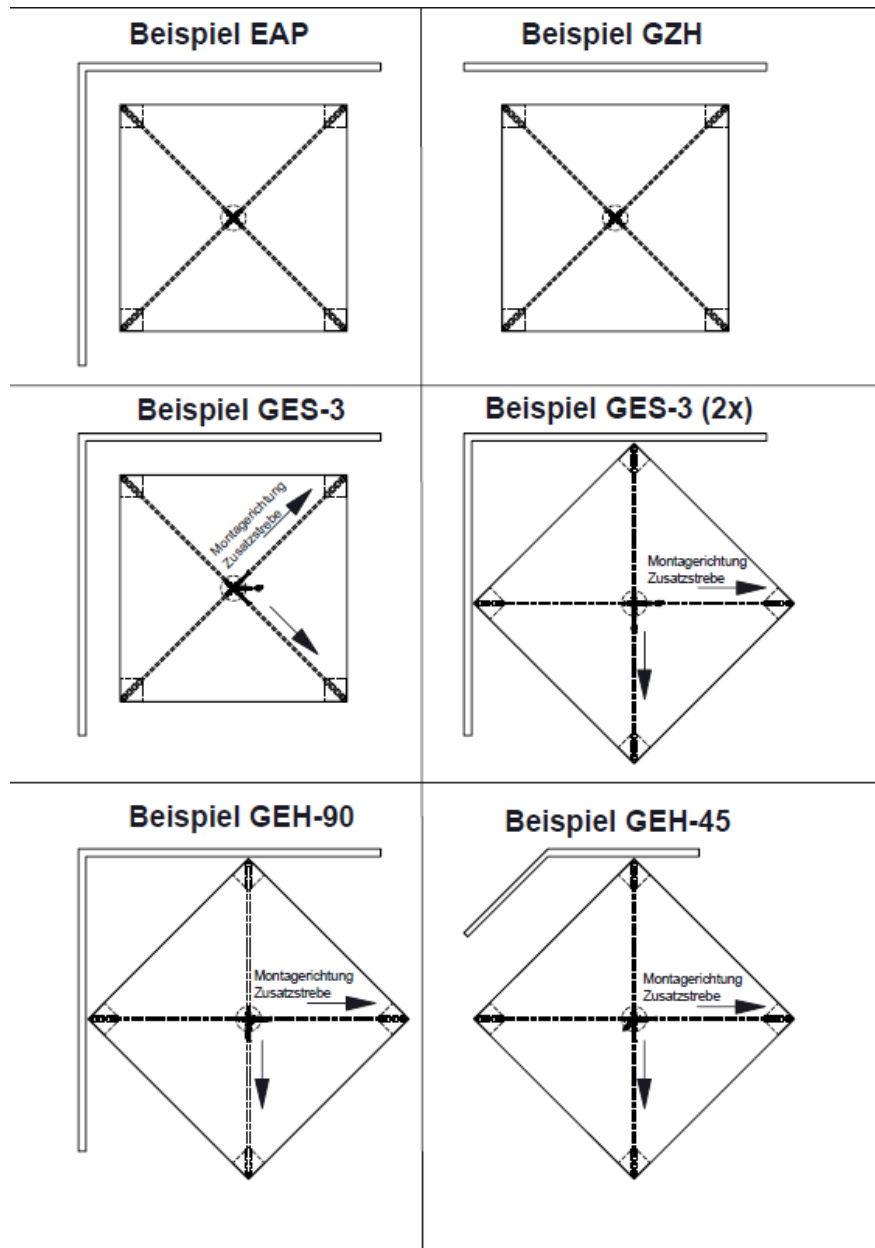 Beispiel EAP
Beispiel GZH
Beispiel GES-3
Montagerichtung
Zusatzstrebe
Beispiel GES-3 (2x)
Montagerichtung
Zusatzstrebe
Beispiel GEH-90
Montagerichtung
Zusatzstrebe
Beispiel GEH-45
Montagerichtung
Zusatzstrebe